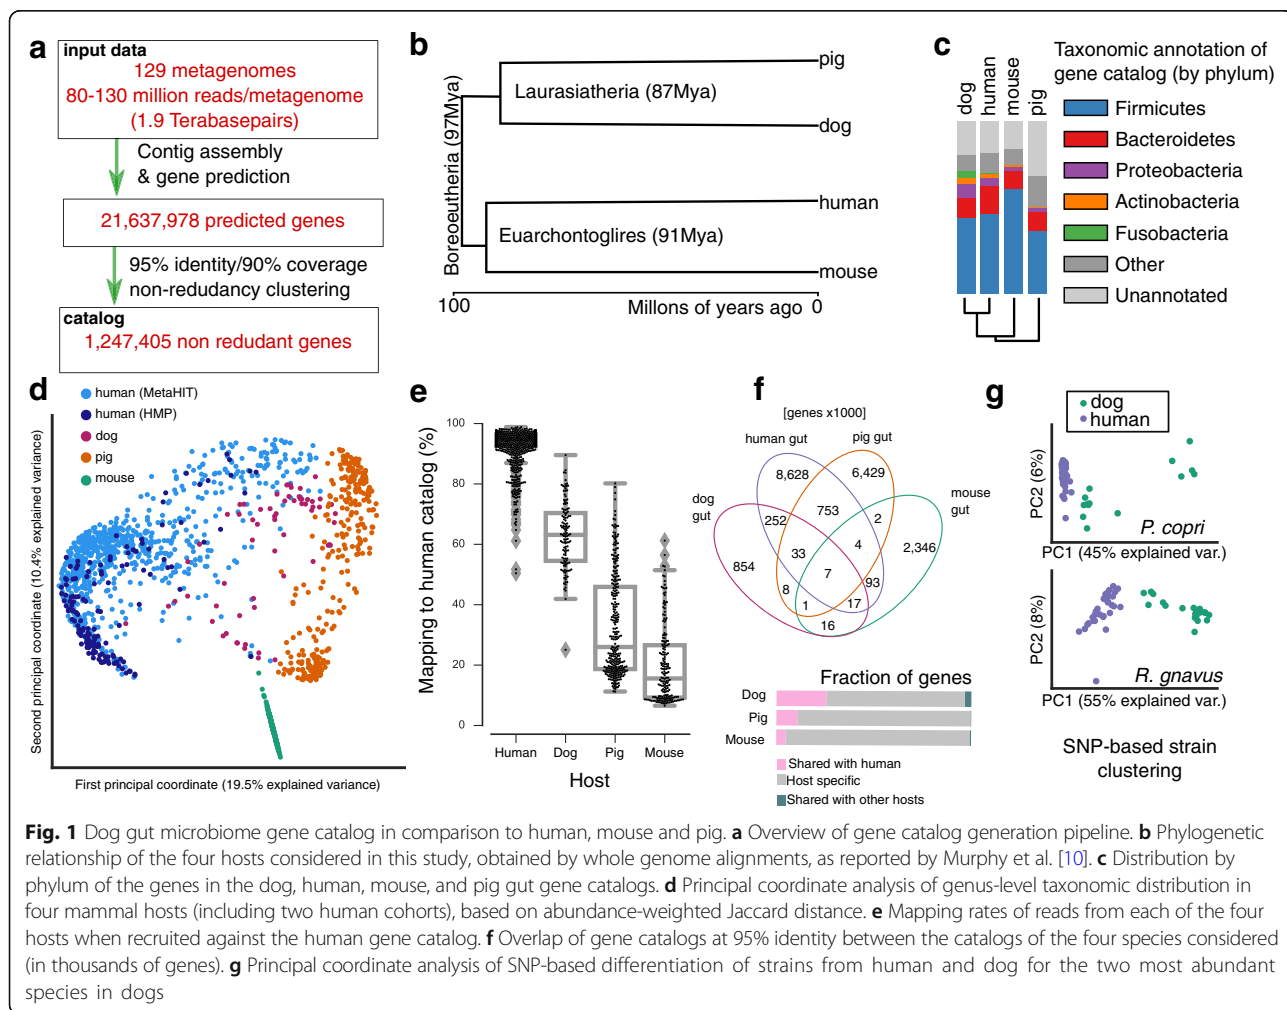 a
input data
129 metagenomes
80-130 million reads/metagenome
(1.9 Terabasepairs)
Contig assembly
& gene prediction
21,637,978 predicted genes
95% identity/90% coverage
non-redudancy clustering
catalog
1,247,405 non redudant genes
b
Boreoeutheria (97Mya)
Laurasiatheria (87Mya)
Euarchontoglires (91Mya)
pig
dog
human
mouse
100
Millons of years ago
0
c
dog
human
mouse
pig
Taxonomic annotation of
gene catalog (by phylum)
Firmicutes
Bacteroidetes
Proteobacteria
Actinobacteria
Fusobacteria
Other
Unannotated
d
human (MetaHIT)
human (HMP)
dog
pig
mouse
Second principal coordinate (10.4% explained variance)
First principal coordinate (19.5% explained variance)
e
Mapping to human catalog (%)
100
80
60
40
20
0
Human
Dog
Pig
Mouse
Host
f
[genes x1000]
human gut
pig gut
dog
gut
mouse
gut
8,628
6,429
753
252
2
2,346
33
4
854
7
93
8
1
17
16
Fraction of genes
Dog
Pig
Mouse
Shared with human
Host specific
Shared with other hosts
g
dog
human
PC2 (6%)
P. copri
PC1 (45% explained var.)
PC2 (8%)
R. gnavus
PC1 (55% explained var.)
SNP-based strain
clustering
Fig. 1 Dog gut microbiome gene catalog in comparison to human, mouse and pig. a Overview of gene catalog generation pipeline. b Phylogenetic
relationship of the four hosts considered in this study, obtained by whole genome alignments, as reported by Murphy et al. [10]. c Distribution by
phylum of the genes in the dog, human, mouse, and pig gut gene catalogs. d Principal coordinate analysis of genus-level taxonomic distribution in
four mammal hosts (including two human cohorts), based on abundance-weighted Jaccard distance. e Mapping rates of reads from each of the four
hosts when recruited against the human gene catalog. f Overlap of gene catalogs at 95% identity between the catalogs of the four species considered
(in thousands of genes). g Principal coordinate analysis of SNP-based differentiation of strains from human and dog for the two most abundant
species in dogs